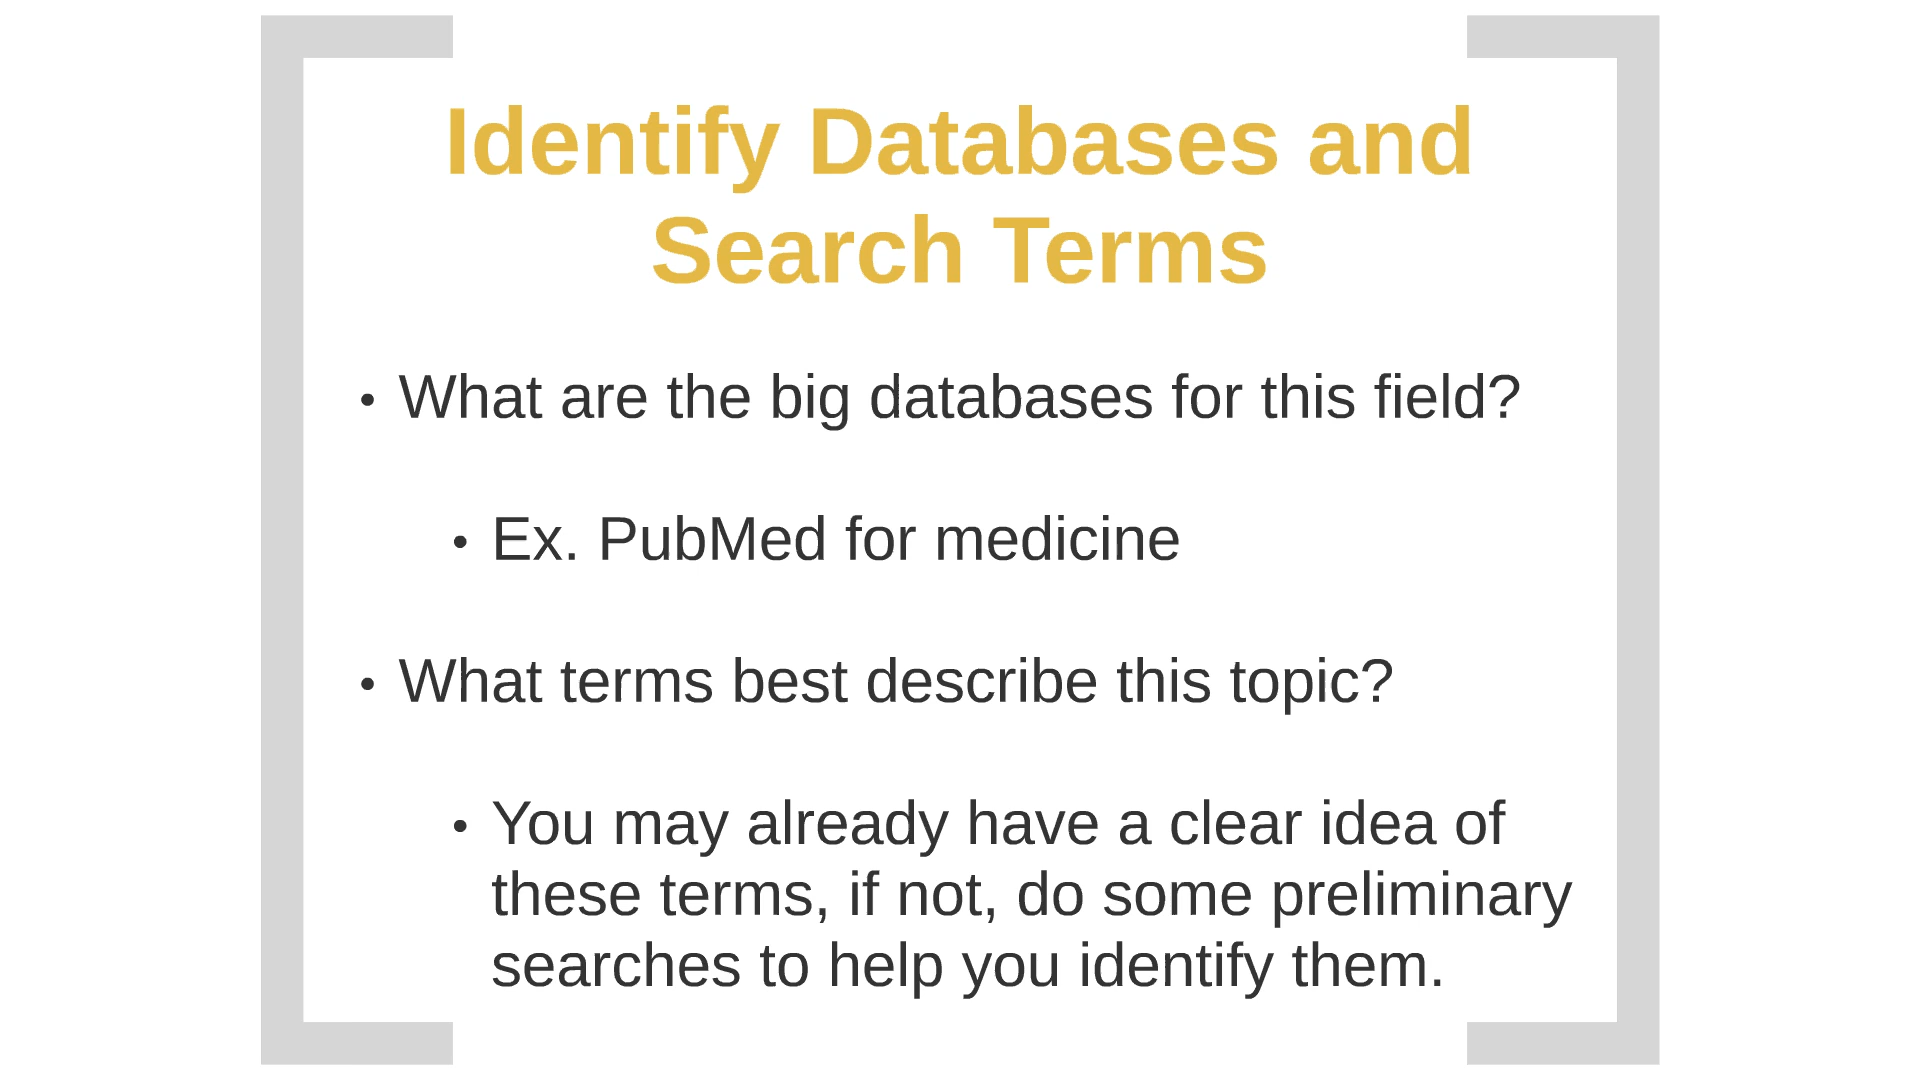 Identify Databases and
Search Terms
• What are the big databases for this field?
• Ex. PubMed for medicine
• What terms best describe this topic?
• You may already have a clear idea of
these terms, if not, do some preliminary
searches to help you identify them.